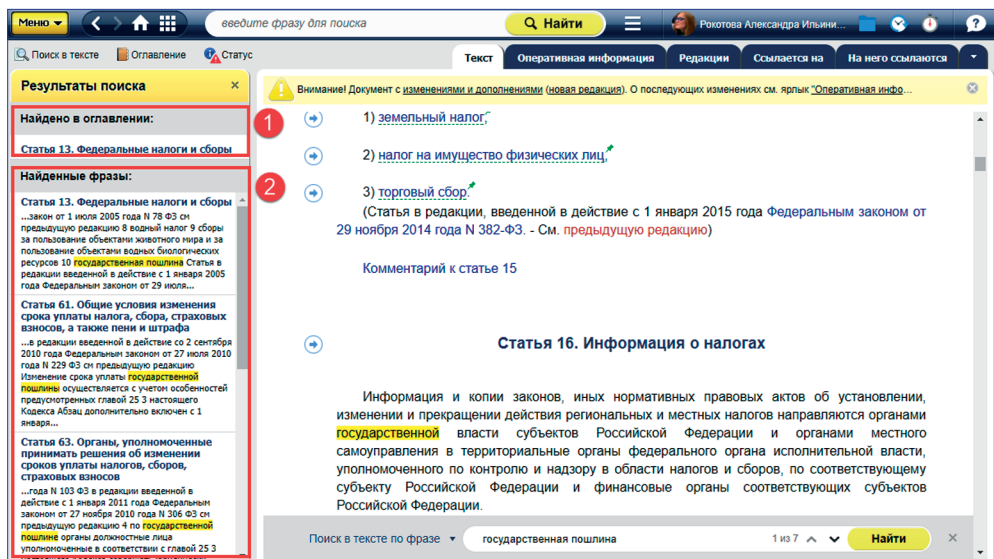 Меню
введите фразу для поиска
Найти
Рокотова Александра Ильини...
?
Поиск в тексте
Оглавление
Статус
Текст
Оперативная информация
Редакции
Ссылается на
На него ссылаются
Результаты поиска
×
Внимание! Документ с изменениями и дополнениями (новая редакция). О последующих изменениях см. ярлык "Оперативная инфо...
Найдено в оглавлении:
1
Статья 13. Федеральные налоги и сборы
Найденные фразы:
2
Статья 13. Федеральные налоги и сборы
...закон от 1 июля 2005 года N 78 ФЗ см
предыдущую редакцию 8 водный налог 9 сборы
за пользование объектами животного мира и за
пользование объектами водных биологических
ресурсов 10 государственная пошлина Статья в
редакции введенной в действие с 1 января 2005
года Федеральным законом от 29 июля...
Статья 61. Общие условия изменения
срока уплаты налога, сбора, страховых
взносов, а также пени и штрафа
...в редакции введенной в действие со 2 сентября
2010 года Федеральным законом от 27 июля 2010
года N 229 ФЗ см предыдущую редакцию
Изменение срока уплаты государственной
пошлины осуществляется с учетом особенностей
предусмотренных главой 25 3 настоящего
Кодекса Абзац дополнительно включен с 1
января...
Статья 63. Органы, уполномоченные
принимать решения об изменении
сроков уплаты налогов, сборов,
страховых взносов
...года N 103 ФЗ в редакции введенной в
действие с 1 января 2011 года Федеральным
законом от 27 ноября 2010 года N 306 ФЗ см
предыдущую редакцию 4 по государственной
пошлине органы должностные лица
уполномоченные в соответствии с главой 25 3
1) земельный налог;
2) налог на имущество физических лиц;
3) торговый сбор.
(Статья в редакции, введенной в действие с 1 января 2015 года Федеральным законом от
29 ноября 2014 года N 382-ФЗ. - См. предыдущую редакцию)
Комментарий к статье 15
Статья 16. Информация о налогах
Информация и копии законов, иных нормативных правовых актов об установлении,
изменении и прекращении действия региональных и местных налогов направляются органами
государственной власти субъектов Российской Федерации и органами местного
самоуправления в территориальные органы федерального органа исполнительной власти,
уполномоченного по контролю и надзору в области налогов и сборов, по соответствующему
субъекту Российской Федерации и финансовые органы соответствующих субъектов
Российской Федерации.
Поиск в тексте по фразе
государственная пошлина
1 из 7
Найти
×